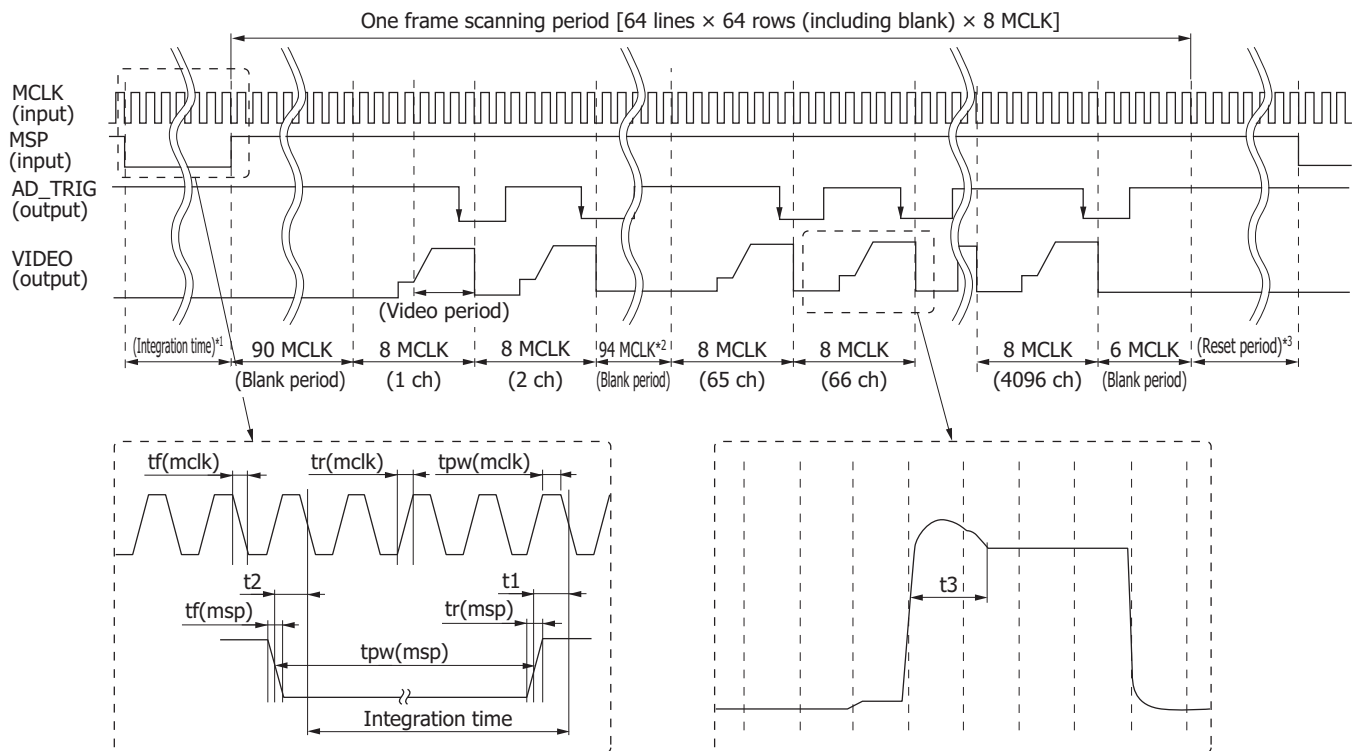 One frame scanning period [64 lines × 64 rows (including blank) × 8 MCLK]
MCLK
(input)
MSP
(input)
AD_TRIG
(output)
VIDEO
(output)
(Video period)
(Integration time)*1
90 MCLK
(Blank period)
8 MCLK
(1 ch)
8 MCLK
(2 ch)
94 MCLK*2
(Blank period)
8 MCLK
(65 ch)
8 MCLK
(66 ch)
8 MCLK
(4096 ch)
6 MCLK
(Blank period)
(Reset period)*3
tf(mclk)
tr(mclk)
tpw(mclk)
t2
t1
tf(msp)
tr(msp)
tpw(msp)
Integration time
t3